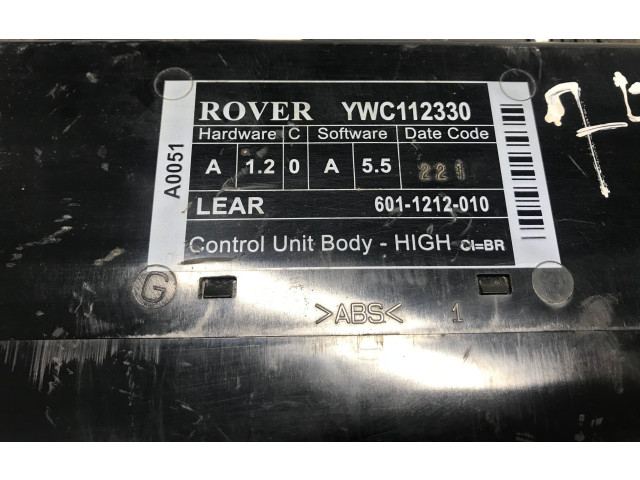 ROVER YWC112330
Hardware C Software Date Code
A 1.2 0 A 5.5 221
LEAR 601-1212-010
Control Unit Body - HIGH CI=BR
A0051
G
>ABS< 1